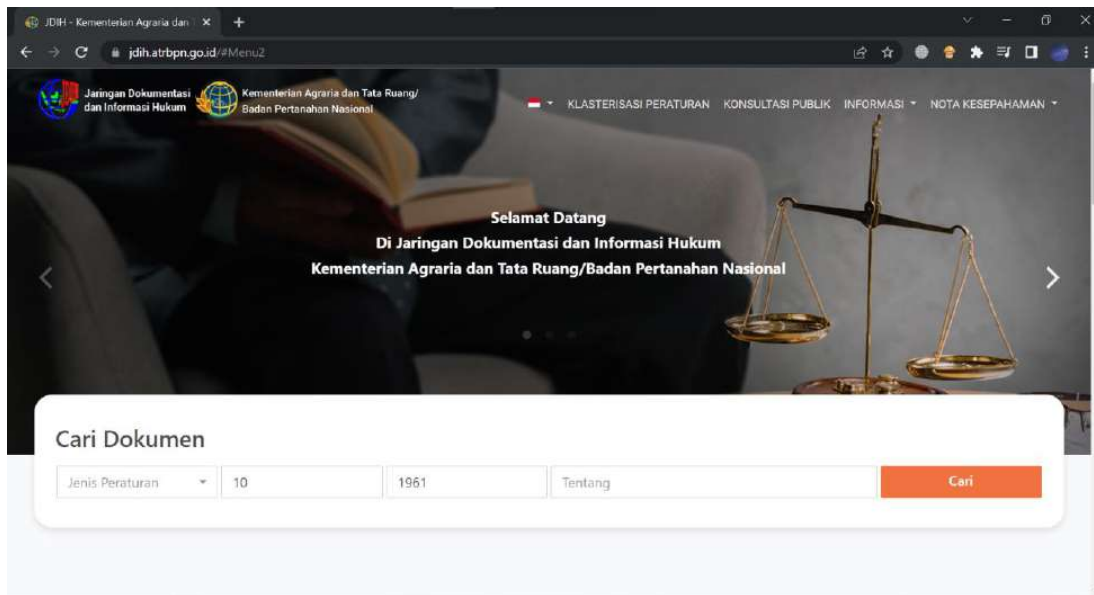 JDIH - Kementerian Agraria dan
jdih.atrbpn.go.id/#Menu2
Jaringan Dokumentasi
dan Informasi Hukum
Kementerian Agraria dan Tata Ruang/
Badan Pertanahan Nasional
KLASTERISASI PERATURAN KONSULTASI PUBLIK INFORMASI NOTA KESEPAHAMAN
Selamat Datang
Di Jaringan Dokumentasi dan Informasi Hukum
Kementerian Agraria dan Tata Ruang/Badan Pertanahan Nasional
Cari Dokumen
Jenis Peraturan 10 1961 Tentang Cari